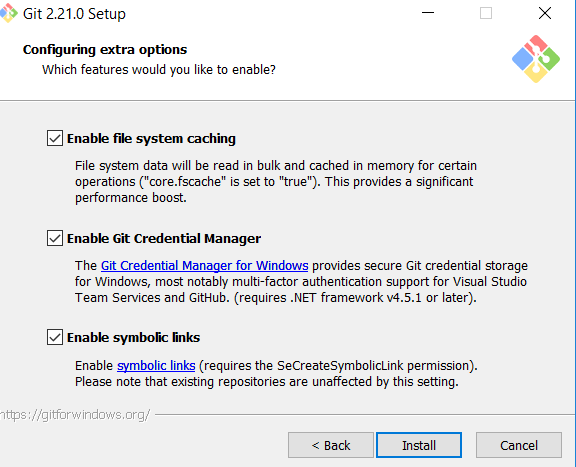 Git 2.21.0 Setup
Configuring extra options
Which features would you like to enable?
Enable file system caching
File system data will be read in bulk and cached in memory for certain
operations ("core.fscache" is set to "true"). This provides a significant
performance boost.
Enable Git Credential Manager
The Git Credential Manager for Windows provides secure Git credential storage
for Windows, most notably multi-factor authentication support for Visual Studio
Team Services and GitHub. (requires .NET framework v4.5.1 or later).
Enable symbolic links
Enable symbolic links (requires the SeCreateSymbolicLink permission).
Please note that existing repositories are unaffected by this setting.
https://gitforwindows.org/
< Back
Install
Cancel